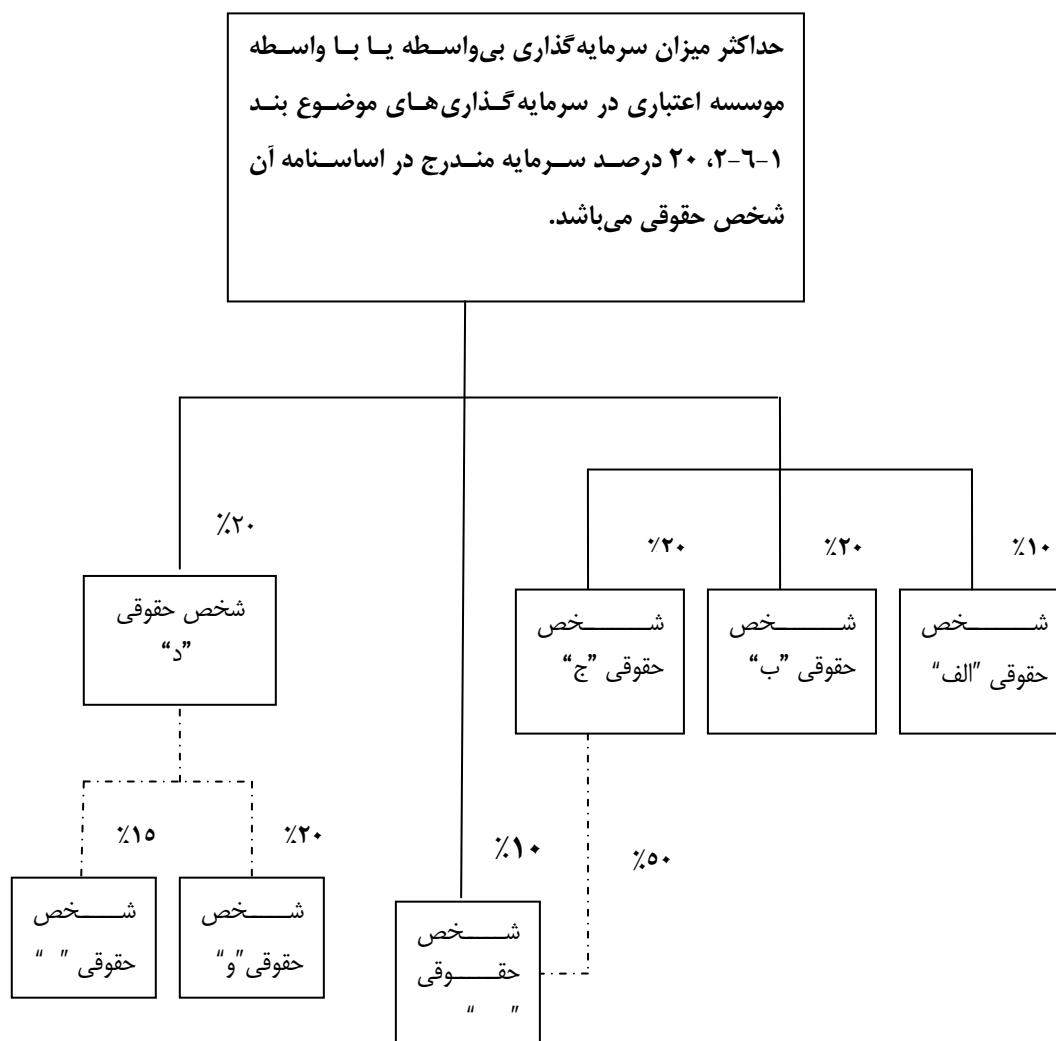 حداکثر میزان سرمایه‌گذاری بی‌واسطه یا با واسطه
موسسه اعتباری در سرمایه‌گذاری‌های موضوع بند
۱-۶-۲، ۲۰ درصد سرمایه مندرج در اساسنامه آن
شخص حقوقی می‌باشد.
٪۱۰
٪۲۰
٪۲۰
٪۲۰
شخص
حقوقی "الف"
شخص
حقوقی "ب"
شخص
حقوقی "ج"
شخص حقوقی
"د"
٪۵۰
٪۱۰
٪۲۰
٪۱۵
شخص
حقوقی
" "
شخص
حقوقی "و"
شخص
حقوقی " "